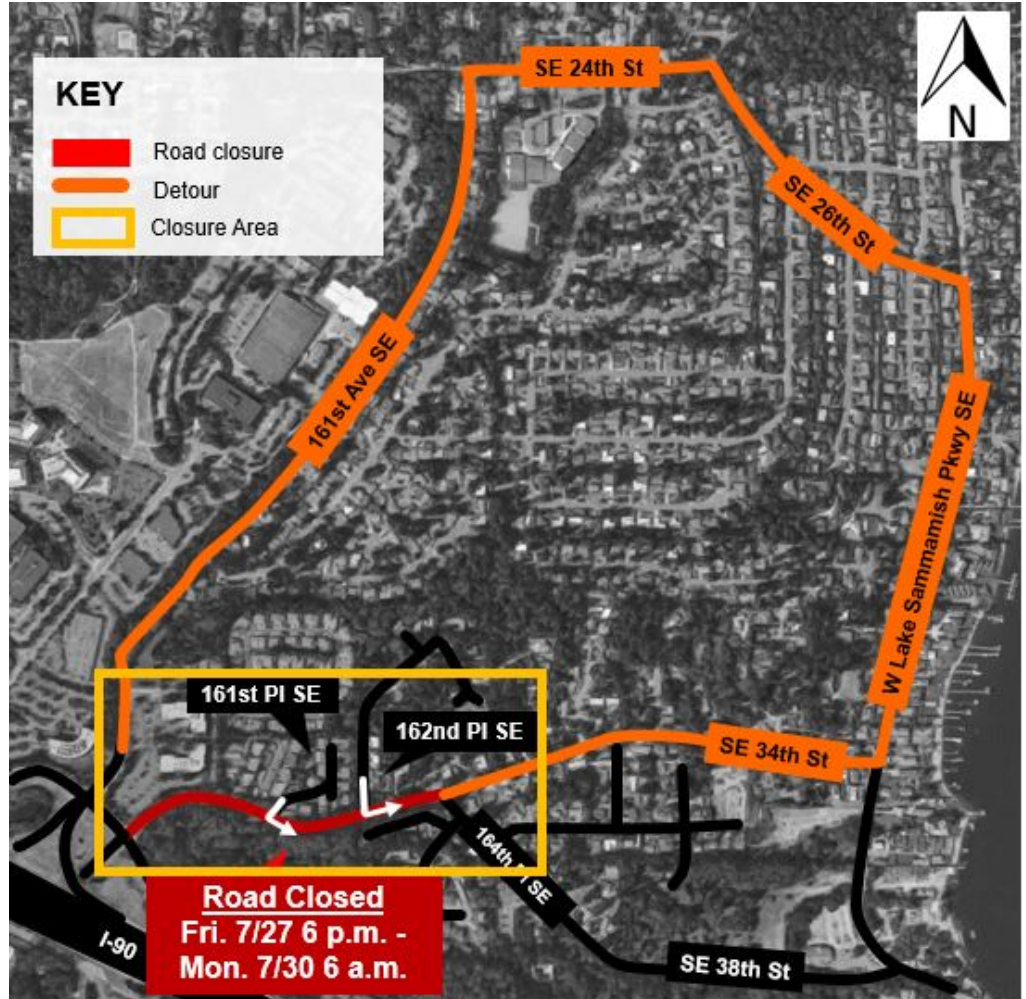 KEY
Road closure
Detour
Closure Area
N
SE 24th St
SE 26th St
161st Ave SE
W Lake Sammamish Pkwy SE
161st Pl SE
162nd Pl SE
SE 34th St
164th Pl SE
SE 38th St
I-90
Road Closed
Fri. 7/27 6 p.m. -
Mon. 7/30 6 a.m.